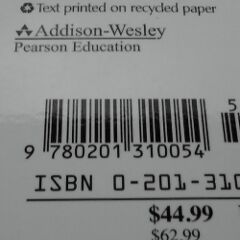 Text printed on recycled paper
Addison-Wesley
Pearson Education
5
9 780201 310054
ISBN 0-201-310
$44.99
$62.99